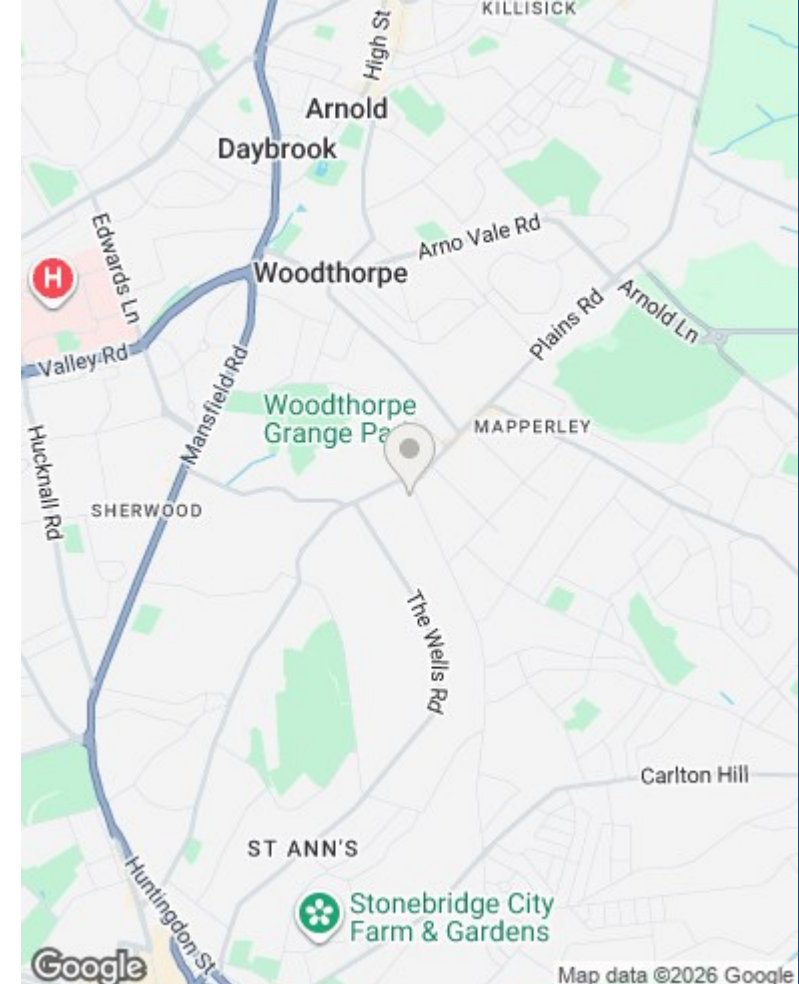 KILLISICK
High St
Arnold
Daybrook
Edwards Ln
Arno Vale Rd
H
Woodthorpe
Plains Rd
Arnold Ln
Valley Rd
Mansfield Rd
Woodthorpe
Grange Pa
MAPPERLEY
Hucknall Rd
SHERWOOD
The Wells Rd
Carlton Hill
ST ANN'S
Huntingdon St
Stonebridge City
Farm & Gardens
Google
Map data ©2026 Google